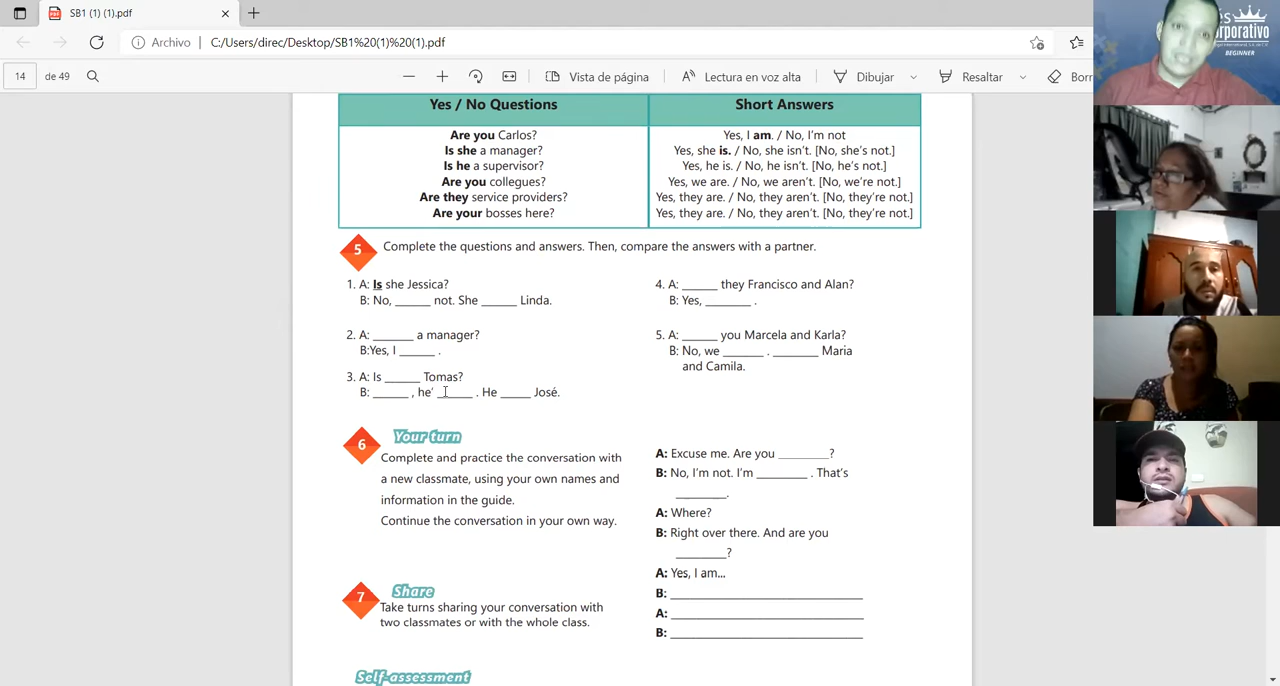 SB1 (1) (1).pdf
Archivo C:/Users/direc/Desktop/SB1%20(1)%20(1).pdf
14 de 49 Vista de página Lectura en voz alta Dibujar Resaltar Borr
BEGINNER
Yes / No Questions Short Answers
Are you Carlos? Yes, I am. / No, I'm not
Is she a manager? Yes, she is. / No, she isn't. [No, she's not.]
Is he a supervisor? Yes, he is. / No, he isn't. [No, he's not.]
Are you collegues? Yes, we are. / No, we aren't. [No, we're not.]
Are they service providers? Yes, they are. / No, they aren't. [No, they're not.]
Are your bosses here? Yes, they are. / No, they aren't. [No, they're not.]
5 Complete the questions and answers. Then, compare the answers with a partner.
1. A: Is she Jessica?
B: No, ______ not. She ______ Linda.
2. A: ______ a manager?
B:Yes, I ______ .
3. A: Is ______ Tomas?
B: ______ , he' ______ . He _____ José.
4. A: ______ they Francisco and Alan?
B: Yes, ________ .
5. A: ______ you Marcela and Karla?
B: No, we _______ . ________ Maria
and Camila.
6 Your turn
Complete and practice the conversation with
a new classmate, using your own names and
information in the guide.
Continue the conversation in your own way.
A: Excuse me. Are you ________?
B: No, I'm not. I'm ________ . That's
________.
A: Where?
B: Right over there. And are you
________?
A: Yes, I am...
B: ______________________________
A: ______________________________
B: ______________________________
7 Share
Take turns sharing your conversation with
two classmates or with the whole class.
Self-assessment